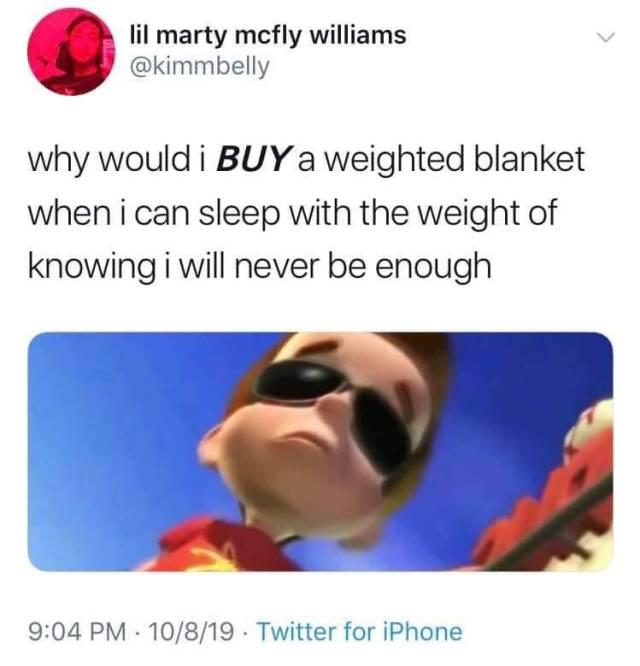 lil marty mcfly williams
@kimmbelly
why would i BUY a weighted blanket
when i can sleep with the weight of
knowing i will never be enough
9:04 PM · 10/8/19 · Twitter for iPhone